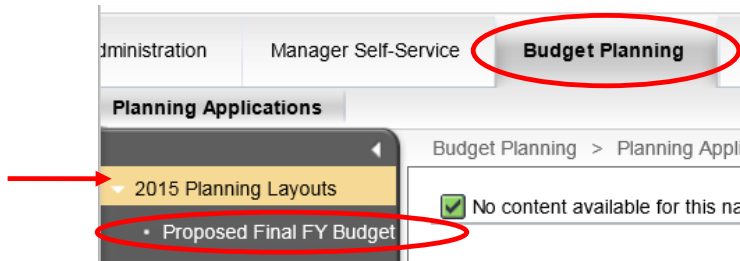 dministration Manager Self-Service Budget Planning
Planning Applications
Budget Planning > Planning Appli
2015 Planning Layouts
No content available for this na
• Proposed Final FY Budget